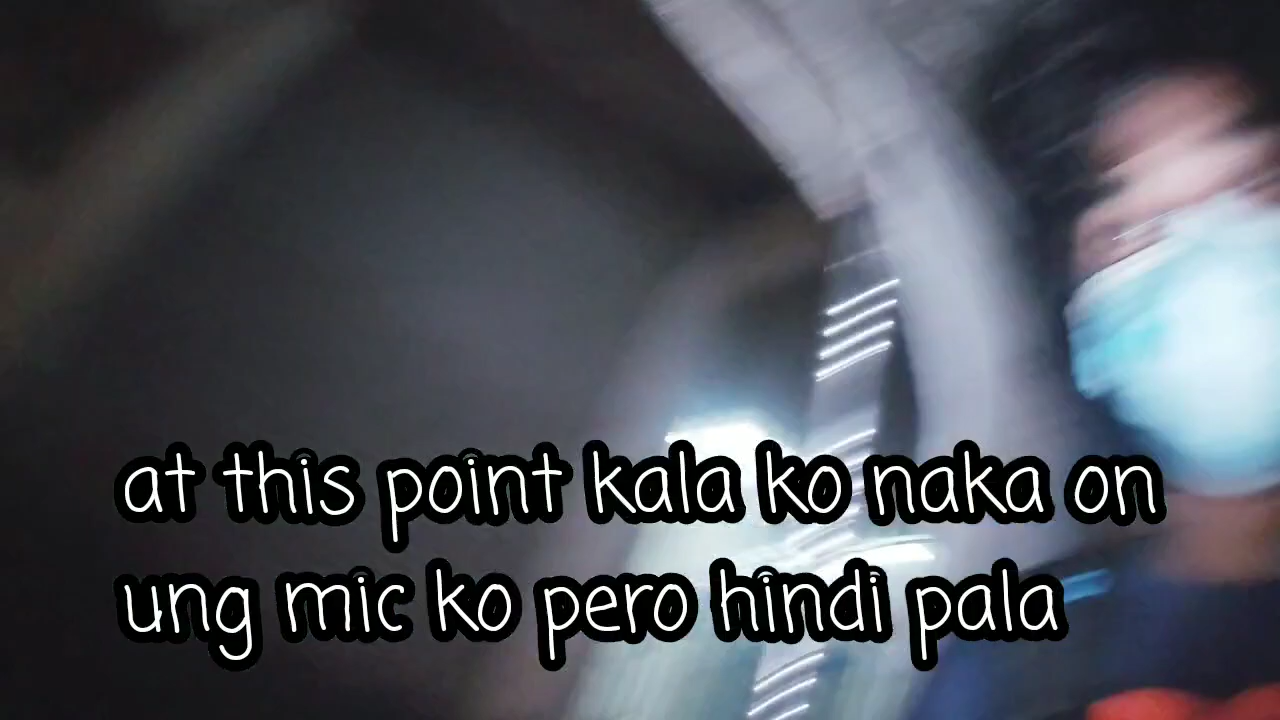 at this point kala ko naka on
ung mic ko pero hindi pala